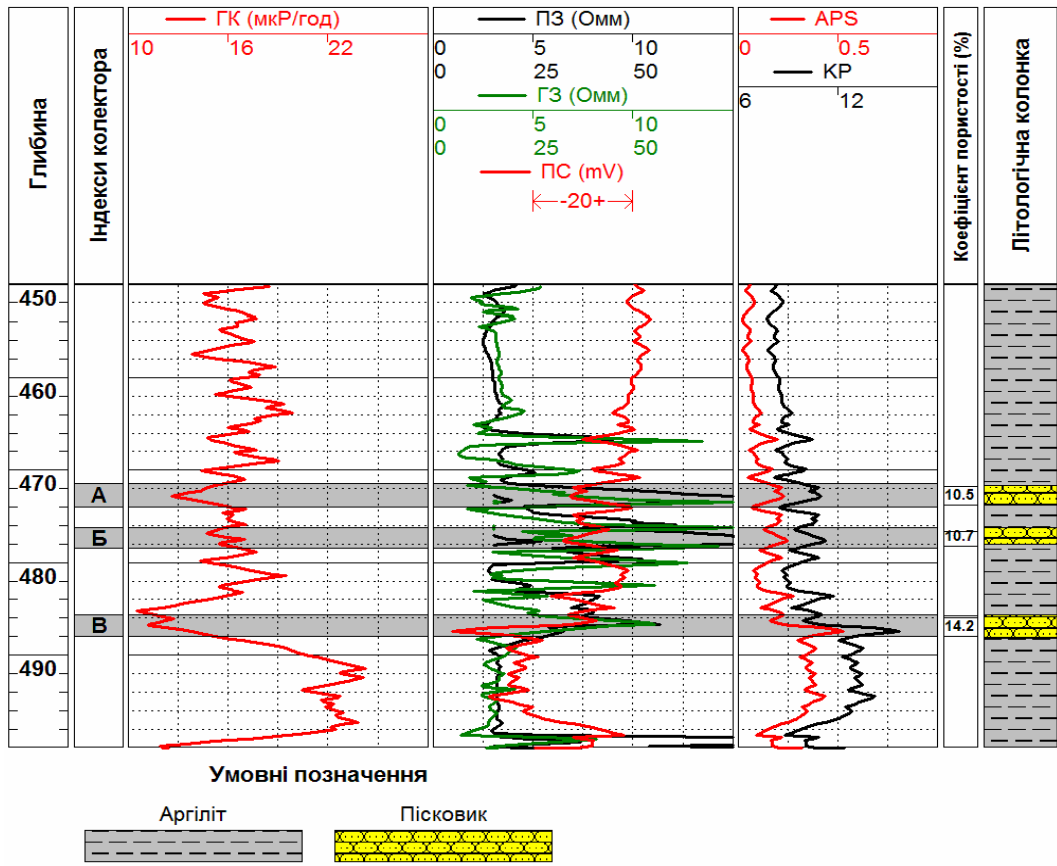 Глибина
Індекси колектора
ГК (мкР/год)
10 16 22
ПЗ (Омм)
0 5 10
0 25 50
ГЗ (Омм)
0 5 10
0 25 50
ПС (mV)
-20+
APS
0 0.5
КР
6 12
Коефіцієнт пористості (%)
Літологічна колонка
450
460
470
480
490
А
Б
В
10.5
10.7
14.2
Умовні позначення
Аргіліт
Пісковик